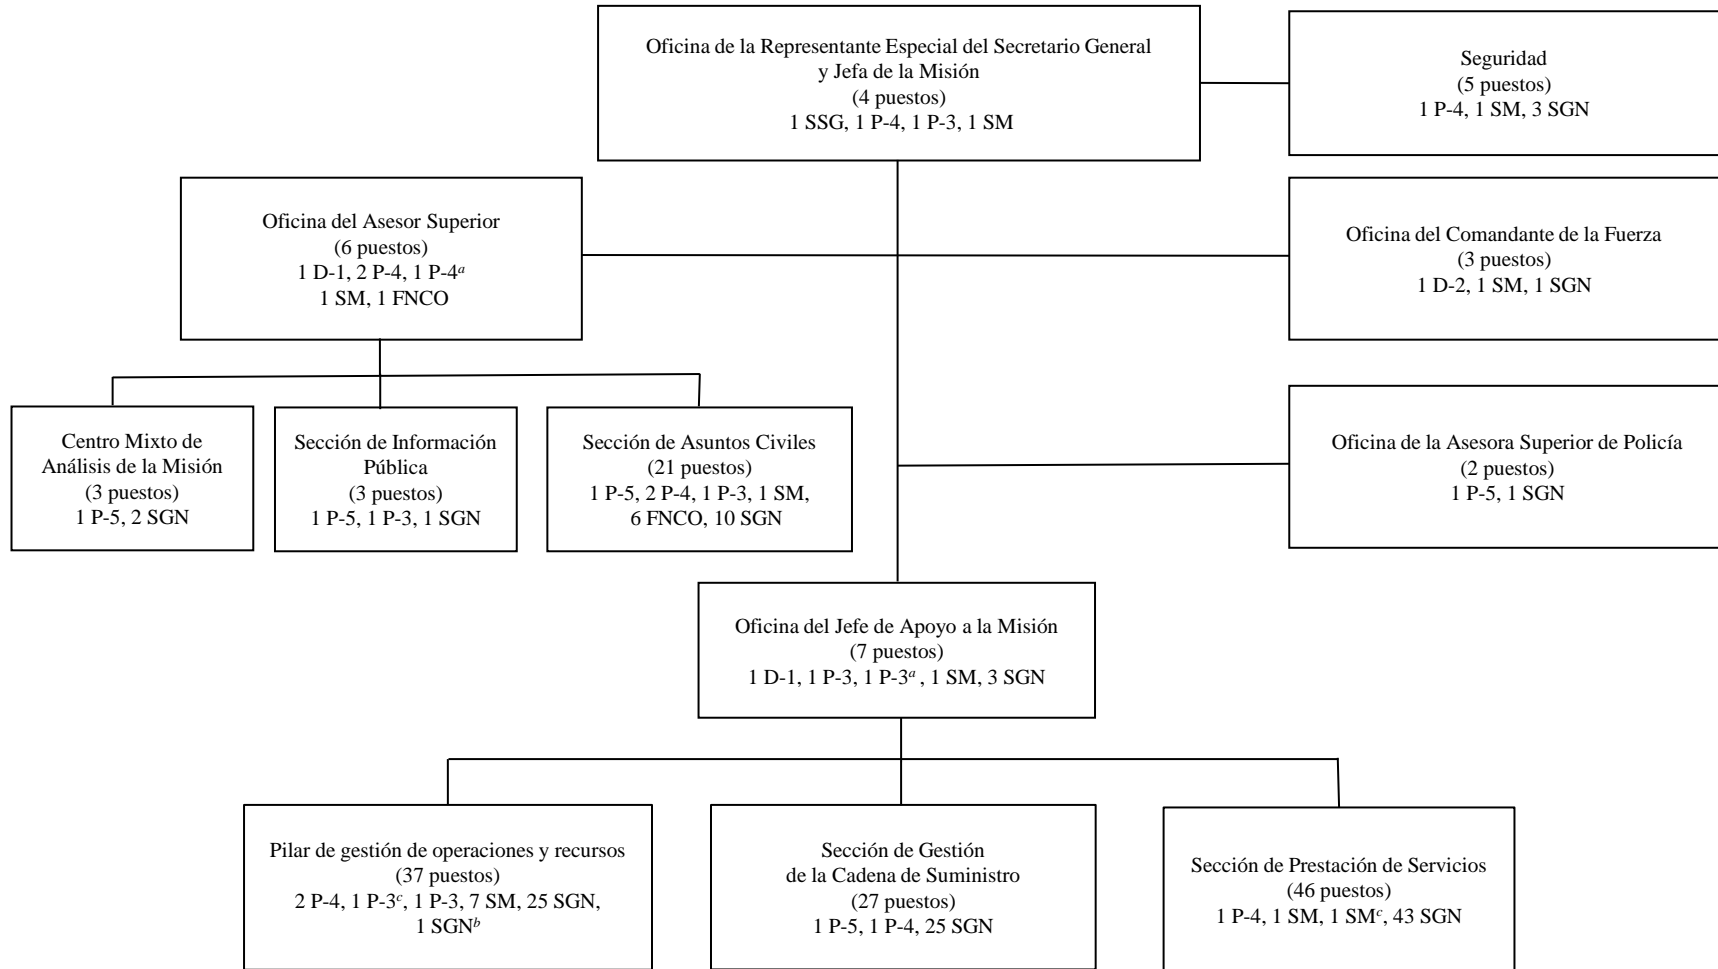 Oficina de la Representante Especial del Secretario General
y Jefa de la Misión
(4 puestos)
1 SSG, 1 P-4, 1 P-3, 1 SM
Seguridad
(5 puestos)
1 P-4, 1 SM, 3 SGN
Oficina del Asesor Superior
(6 puestos)
1 D-1, 2 P-4, 1 P-4ᵃ
1 SM, 1 FNCO
Oficina del Comandante de la Fuerza
(3 puestos)
1 D-2, 1 SM, 1 SGN
Centro Mixto de
Análisis de la Misión
(3 puestos)
1 P-5, 2 SGN
Sección de Información
Pública
(3 puestos)
1 P-5, 1 P-3, 1 SGN
Sección de Asuntos Civiles
(21 puestos)
1 P-5, 2 P-4, 1 P-3, 1 SM,
6 FNCO, 10 SGN
Oficina de la Asesora Superior de Policía
(2 puestos)
1 P-5, 1 SGN
Oficina del Jefe de Apoyo a la Misión
(7 puestos)
1 D-1, 1 P-3, 1 P-3ᵃ , 1 SM, 3 SGN
Pilar de gestión de operaciones y recursos
(37 puestos)
2 P-4, 1 P-3ᶜ, 1 P-3, 7 SM, 25 SGN,
1 SGNᵇ
Sección de Gestión
de la Cadena de Suministro
(27 puestos)
1 P-5, 1 P-4, 25 SGN
Sección de Prestación de Servicios
(46 puestos)
1 P-4, 1 SM, 1 SMᶜ, 43 SGN